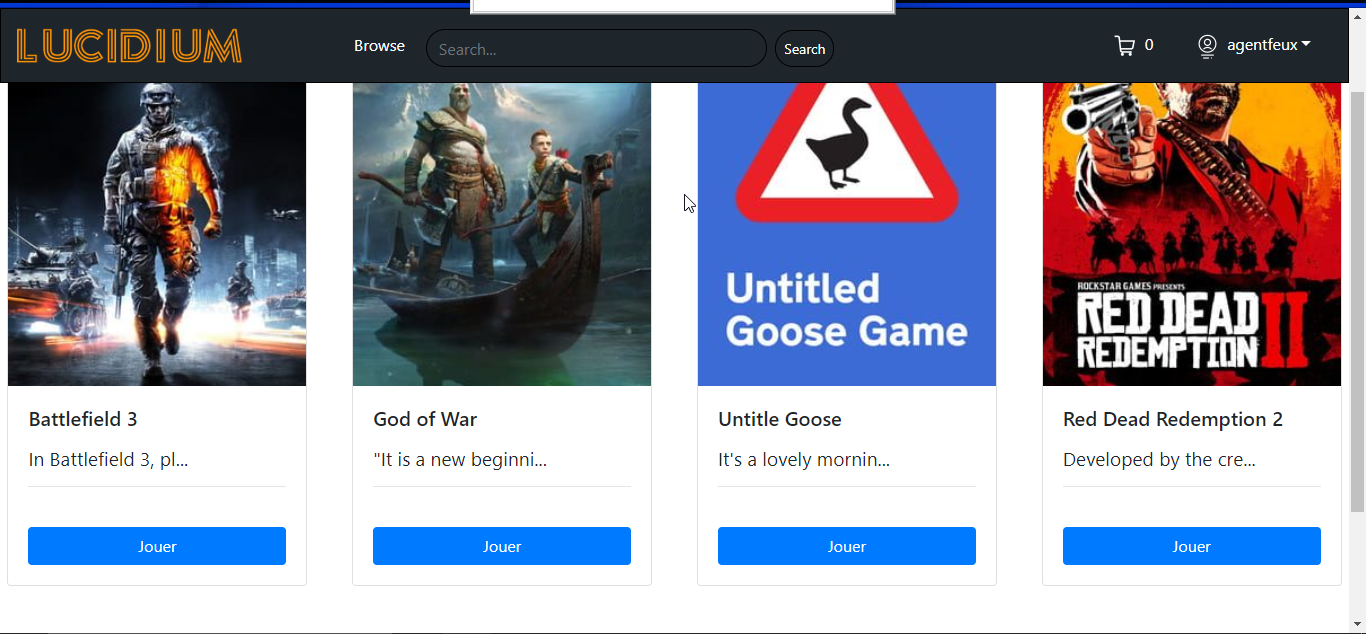 LUCIDIUM
Browse
Search...
Search
0
agentfeux
Untitled
Goose Game
ROCKSTAR GAMES PRESENTS
RED DEAD
REDEMPTION II
Battlefield 3
God of War
Untitle Goose
Red Dead Redemption 2
In Battlefield 3, pl...
"It is a new beginni...
It's a lovely mornin...
Developed by the cre...
Jouer
Jouer
Jouer
Jouer